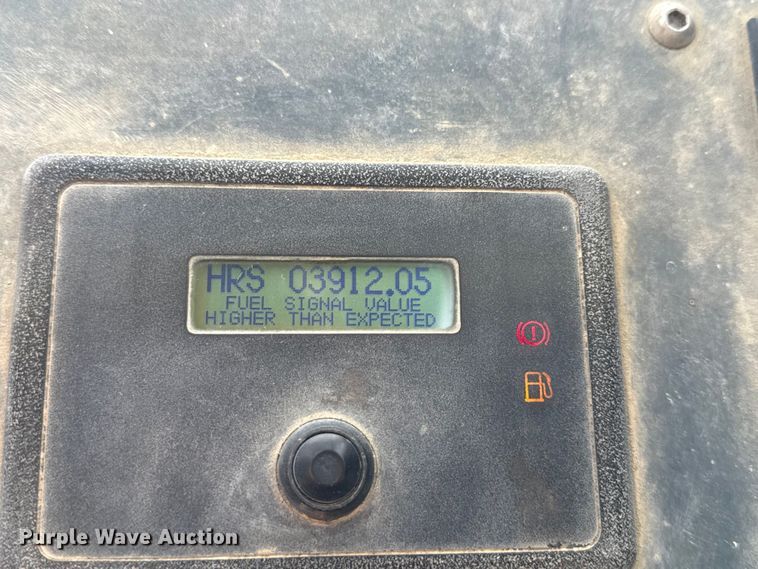 HRS 03912.05
FUEL SIGNAL VALUE
HIGHER THAN EXPECTED
Purple Wave Auction